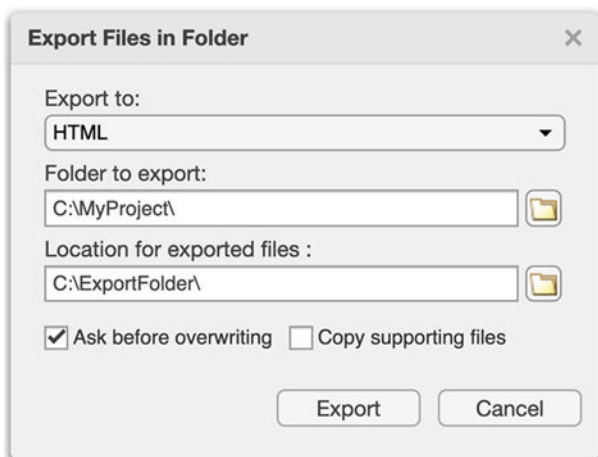 Export Files in Folder
Export to:
HTML
Folder to export:
C:\MyProject\
Location for exported files :
C:\ExportFolder\
Ask before overwriting Copy supporting files
Export Cancel